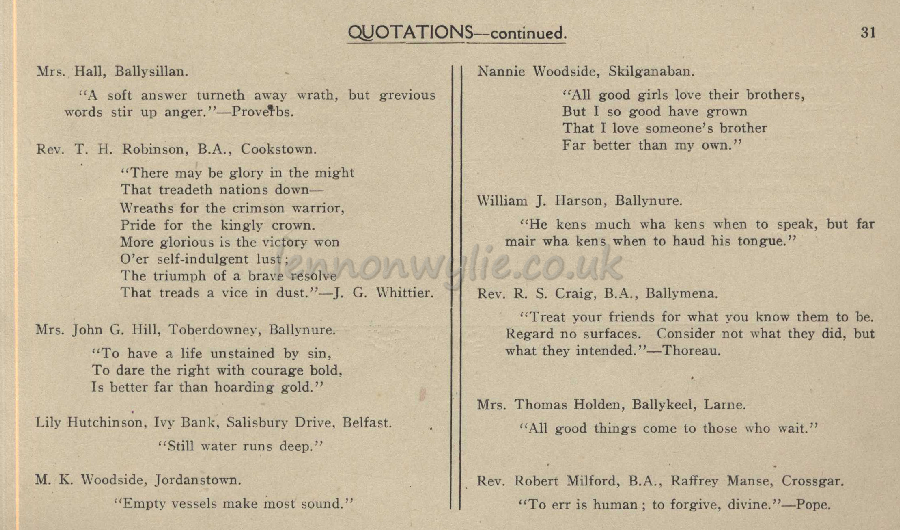 QUOTATIONS—continued.
31
Mrs. Hall, Ballysillan.
"A soft answer turneth away wrath, but grevious
words stir up anger."—Proverbs.
Rev. T. H. Robinson, B.A., Cookstown.
"There may be glory in the might
That treadeth nations down—
Wreaths for the crimson warrior,
Pride for the kingly crown.
More glorious is the victory won
O'er self-indulgent lust;
The triumph of a brave resolve
That treads a vice in dust."—J. G. Whittier.
Mrs. John G. Hill, Toberdowney, Ballynure.
"To have a life unstained by sin,
To dare the right with courage bold,
Is better far than hoarding gold."
Lily Hutchinson, Ivy Bank, Salisbury Drive, Belfast.
"Still water runs deep."
M. K. Woodside, Jordanstown.
"Empty vessels make most sound."
Nannie Woodside, Skilganaban.
"All good girls love their brothers,
But I so good have grown
That I love someone's brother
Far better than my own."
William J. Harson, Ballynure.
"He kens much wha kens when to speak, but far
mair wha kens when to haud his tongue."
Rev. R. S. Craig, B.A., Ballymena.
"Treat your friends for what you know them to be.
Regard no surfaces. Consider not what they did, but
what they intended."—Thoreau.
Mrs. Thomas Holden, Ballykeel, Larne.
"All good things come to those who wait."
Rev. Robert Milford, B.A., Raffrey Manse, Crossgar.
"To err is human; to forgive, divine."—Pope.
lennonwylie.co.uk